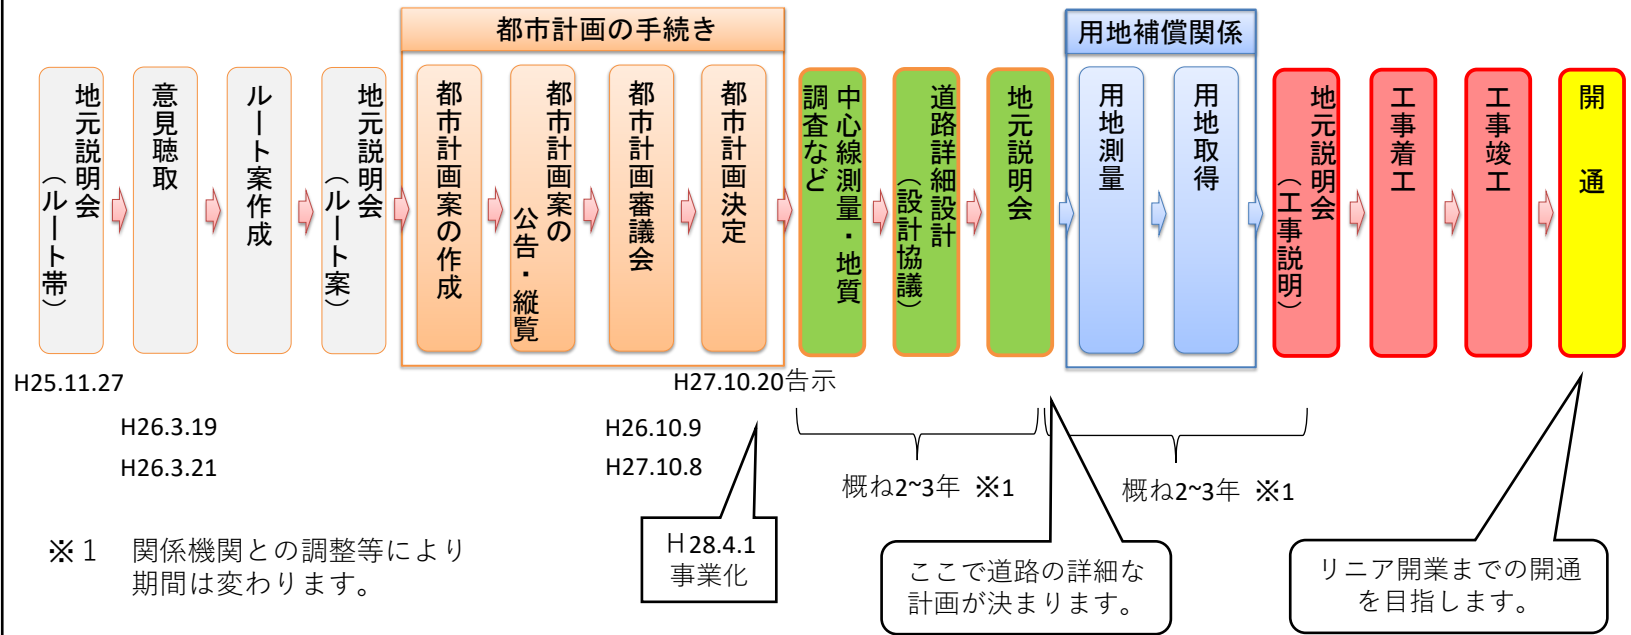 都市計画の手続き
用地補償関係
地元説明会
（ルート帯）
意見聴取
ルート案作成
地元説明会
（ルート案）
都市計画案の作成
都市計画案の
公告・縦覧
都市計画審議会
都市計画決定
中心線測量・地質
調査など
道路詳細設計
（設計協議）
地元説明会
用地測量
用地取得
地元説明会
（工事説明）
工事着工
工事竣工
開　通
H25.11.27
H27.10.20告示
H26.3.19
H26.3.21
H26.10.9
H27.10.8
概ね2~3年 ※1
概ね2~3年 ※1
Ｈ28.4.1
事業化
ここで道路の詳細な
計画が決まります。
リニア開業までの開通
を目指します。
※１　関係機関との調整等により
期間は変わります。